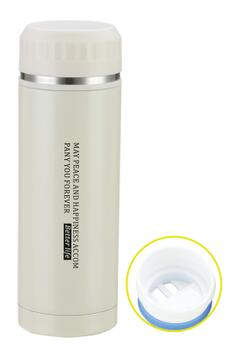 MAY PEACE AND HAPPINESS ACCOM
PANY YOU FOREVER
Better life